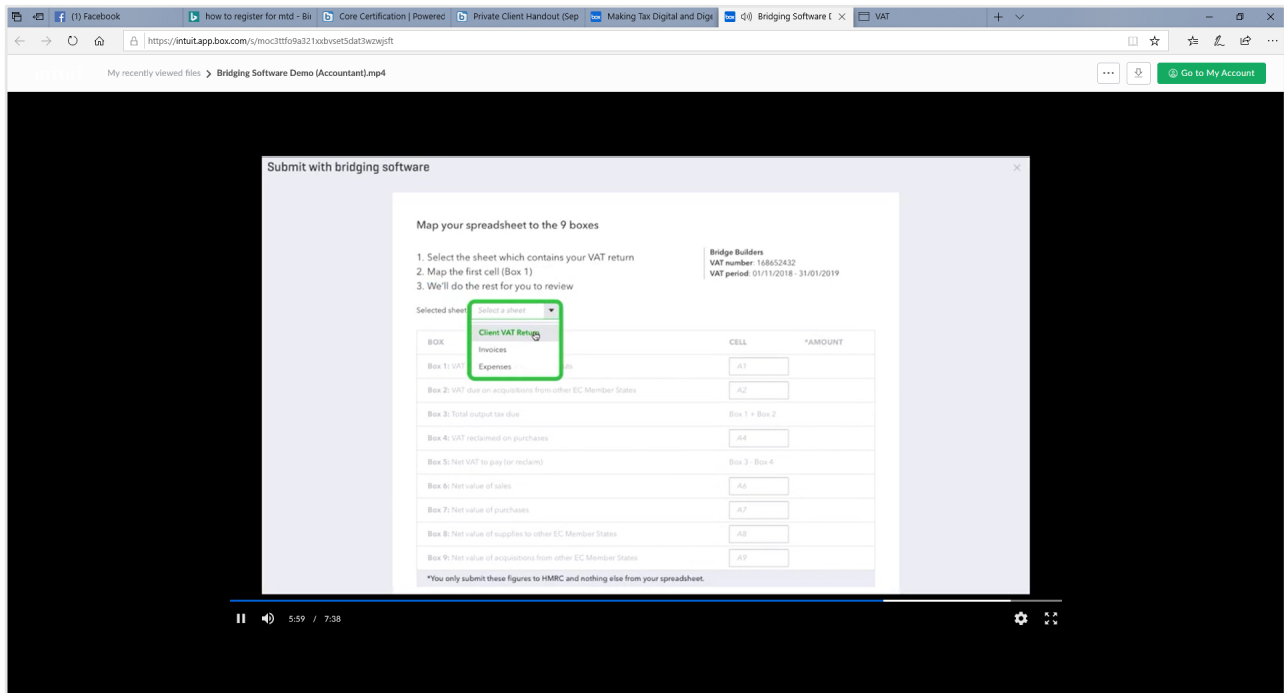 (1) Facebook
how to register for mtd - Bi
Core Certification | Powered
Private Client Handout (Sep
Making Tax Digital and Dige
Bridging Software D
VAT
https://intuit.app.box.com/s/moc3ttfo9a321xxbvset5dat3wzwjsft
My recently viewed files > Bridging Software Demo (Accountant).mp4
Go to My Account
Submit with bridging software
Map your spreadsheet to the 9 boxes
1. Select the sheet which contains your VAT return
2. Map the first cell (Box 1)
3. We'll do the rest for you to review
Bridge Builders
VAT number: 168652432
VAT period: 01/11/2018 - 31/01/2019
Selected sheet Select a sheet
Client VAT Return
Invoices
Expenses
BOX CELL *AMOUNT
Box 1: VAT A1
Box 2: VAT due on acquisitions from other EC Member States A2
Box 3: Total output tax due Box 1 + Box 2
Box 4: VAT reclaimed on purchases A4
Box 5: Net VAT to pay (or reclaim) Box 3 - Box 4
Box 6: Net value of sales A6
Box 7: Net value of purchases A7
Box 8: Net value of supplies to other EC Member States A8
Box 9: Net value of acquisitions from other EC Member States A9
*You only submit these figures to HMRC and nothing else from your spreadsheet.
5:59 / 7:38